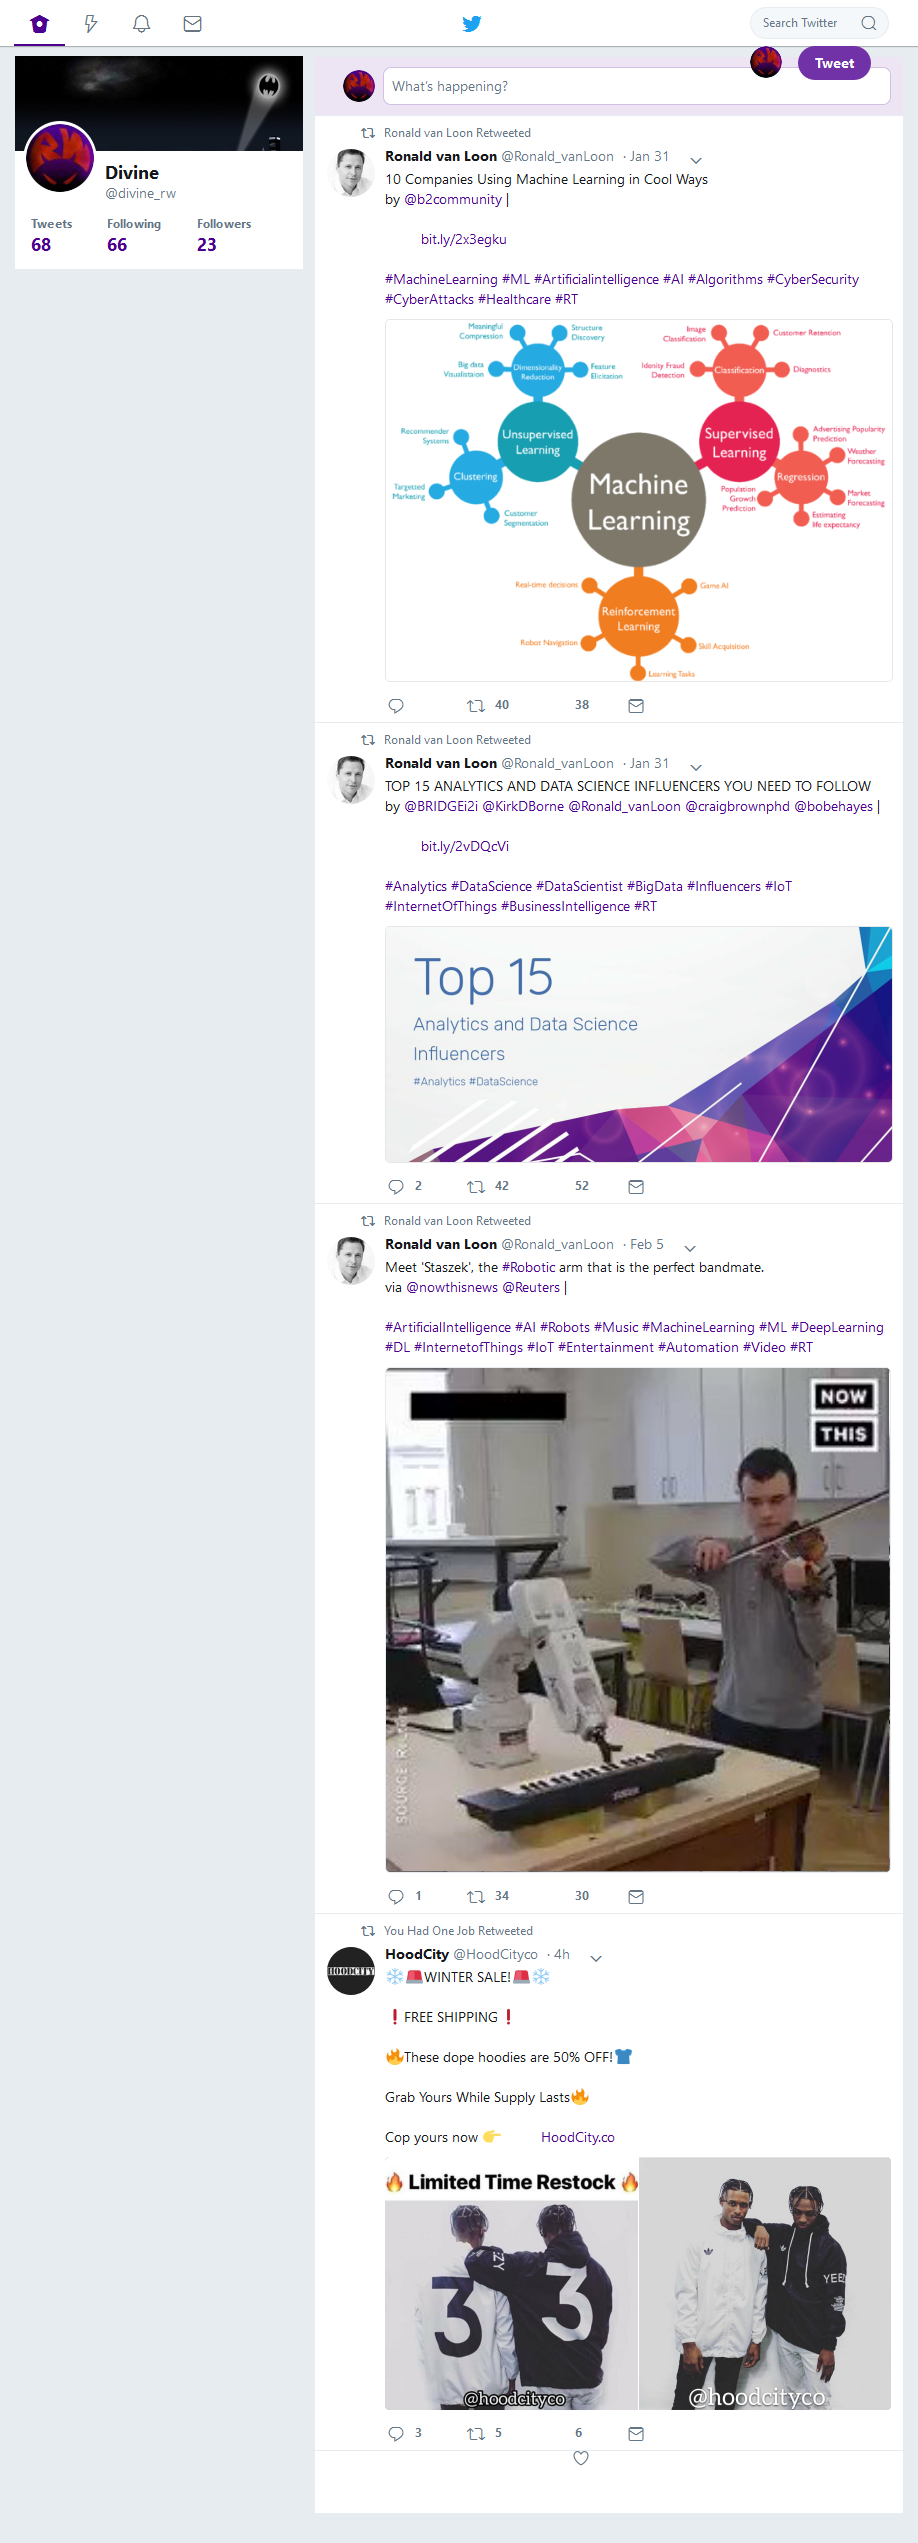 Search Twitter
What's happening?
Tweet
Divine
@divine_rw
Tweets Following Followers
68 66 23
Ronald van Loon Retweeted
Ronald van Loon @Ronald_vanLoon · Jan 31
10 Companies Using Machine Learning in Cool Ways
by @b2community |
bit.ly/2x3egku
#MachineLearning #ML #Artificialintelligence #AI #Algorithms #CyberSecurity
#CyberAttacks #Healthcare #RT
Meaningful
Compression
Structure
Discovery
Big data
Visualistaion
Dimensionality
Reduction
Feature
Elicitation
Recommender
Systems
Unsupervised
Learning
Clustering
Targetted
Marketing
Customer
Segmentation
Image
Classification
Customer Retention
Idenity Fraud
Detection
Classification
Diagnostics
Supervised
Learning
Advertising Popularity
Prediction
Weather
Forecasting
Regression
Population
Growth
Prediction
Market
Forecasting
Estimating
life expectancy
Machine
Learning
Real-time decisions
Game AI
Reinforcement
Learning
Robot Navigation
Skill Acquisition
Learning Tasks
40 38
Ronald van Loon Retweeted
Ronald van Loon @Ronald_vanLoon · Jan 31
TOP 15 ANALYTICS AND DATA SCIENCE INFLUENCERS YOU NEED TO FOLLOW
by @BRIDGEi2i @KirkDBorne @Ronald_vanLoon @craigbrownphd @bobehayes |
bit.ly/2vDQcVi
#Analytics #DataScience #DataScientist #BigData #Influencers #IoT
#InternetOfThings #BusinessIntelligence #RT
Top 15
Analytics and Data Science
Influencers
#Analytics #DataScience
2 42 52
Ronald van Loon Retweeted
Ronald van Loon @Ronald_vanLoon · Feb 5
Meet 'Staszek', the #Robotic arm that is the perfect bandmate.
via @nowthisnews @Reuters |
#ArtificialIntelligence #AI #Robots #Music #MachineLearning #ML #DeepLearning
#DL #InternetofThings #IoT #Entertainment #Automation #Video #RT
NOW
THIS
SOURCE: Reuters
1 34 30
You Had One Job Retweeted
HOODCITY
HoodCity @HoodCityco · 4h
❄️🚨WINTER SALE!🚨❄️
❗ FREE SHIPPING ❗
🔥These dope hoodies are 50% OFF!👕
Grab Yours While Supply Lasts🔥
Cop yours now 👉 HoodCity.co
🔥 Limited Time Restock 🔥
3 3
@hoodcityco
YEEZ
@hoodcityco
3 5 6